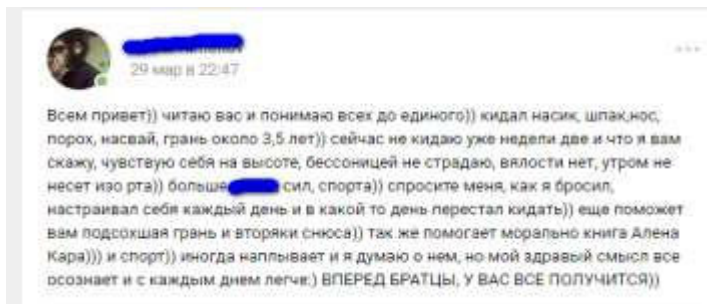 29 мар в 22:47
Всем привет)) читаю вас и понимаю всех до единого)) кидал насик, шпак,нос,
порох, насвай, грань около 3,5 лет)) сейчас не кидаю уже недели две и что я вам
скажу, чувствую себя на высоте, бессоницей не страдаю, вялости нет, утром не
несет изо рта)) больше сил, спорта)) спросите меня, как я бросил,
настраивал себя каждый день и в какой то день перестал кидать)) еще поможет
вам подсохшая грань и вторяки снюса)) так же помогает морально книга Алена
Кара))) и спорт)) иногда наплывает и я думаю о нем, но мой здравый смысл все
осознает и с каждым днем легче:) ВПЕРЕД БРАТЦЫ, У ВАС ВСЕ ПОЛУЧИТСЯ))